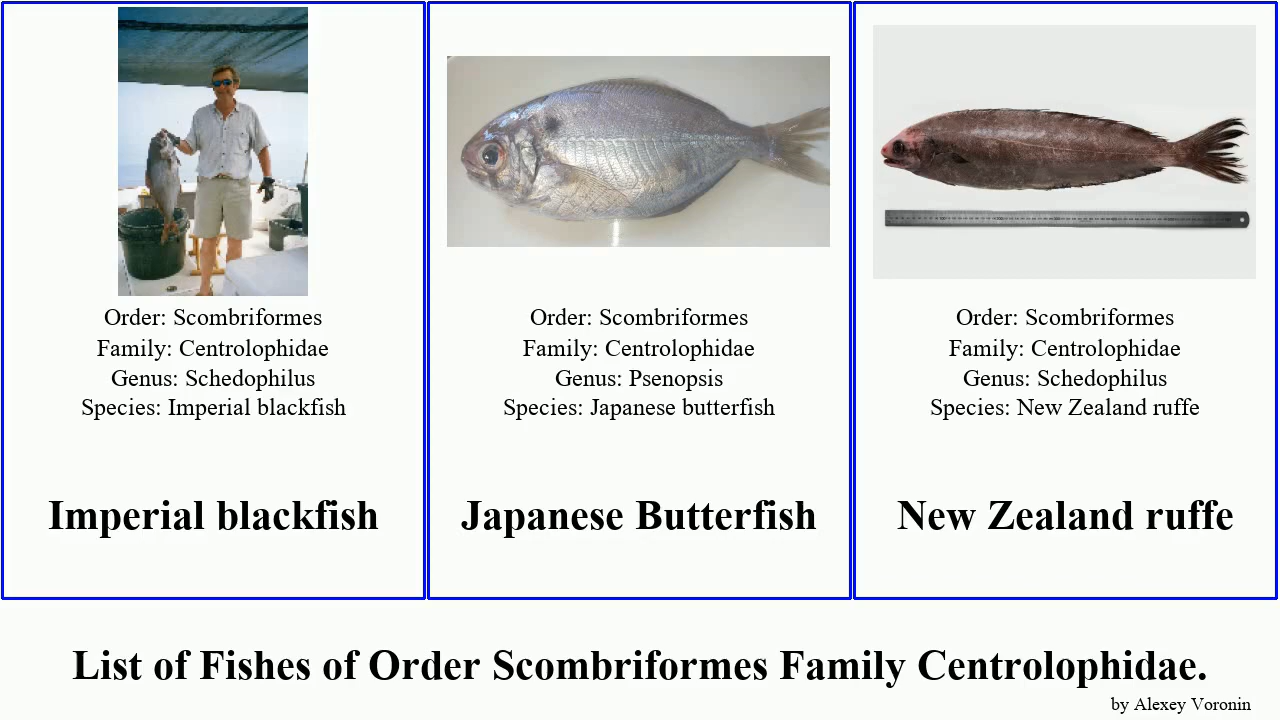 Order: Scombriformes
Family: Centrolophidae
Genus: Schedophilus
Species: Imperial blackfish
Imperial blackfish
Order: Scombriformes
Family: Centrolophidae
Genus: Psenopsis
Species: Japanese butterfish
Japanese Butterfish
Order: Scombriformes
Family: Centrolophidae
Genus: Schedophilus
Species: New Zealand ruffe
New Zealand ruffe
List of Fishes of Order Scombriformes Family Centrolophidae.
by Alexey Voronin